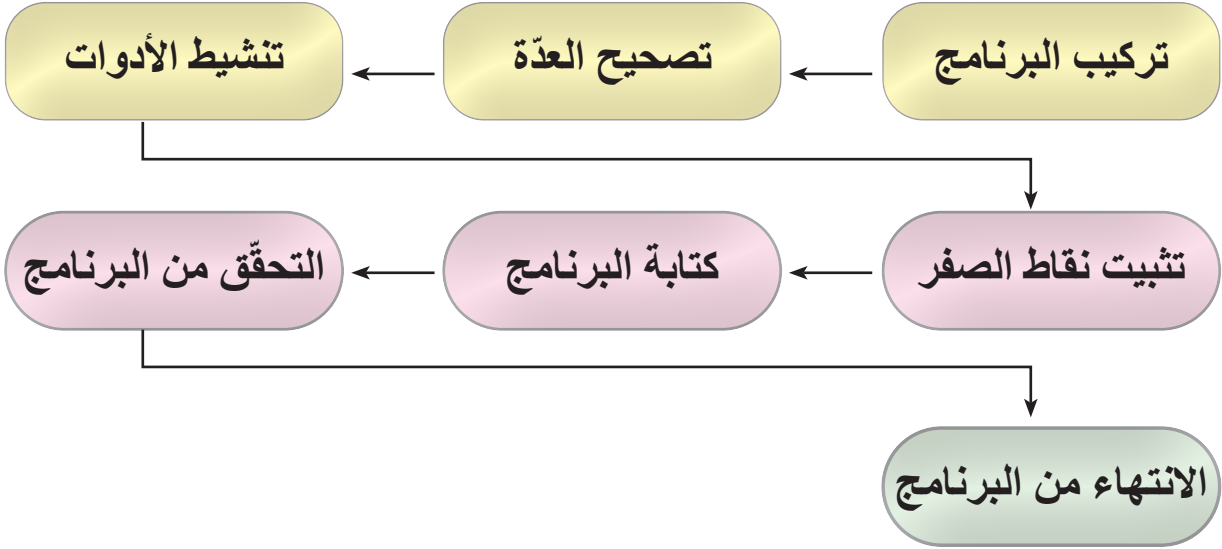 تركيب البرنامج
تصحيح العدّة
تنشيط الأدوات
تثبيت نقاط الصفر
كتابة البرنامج
التحقّق من البرنامج
الانتهاء من البرنامج